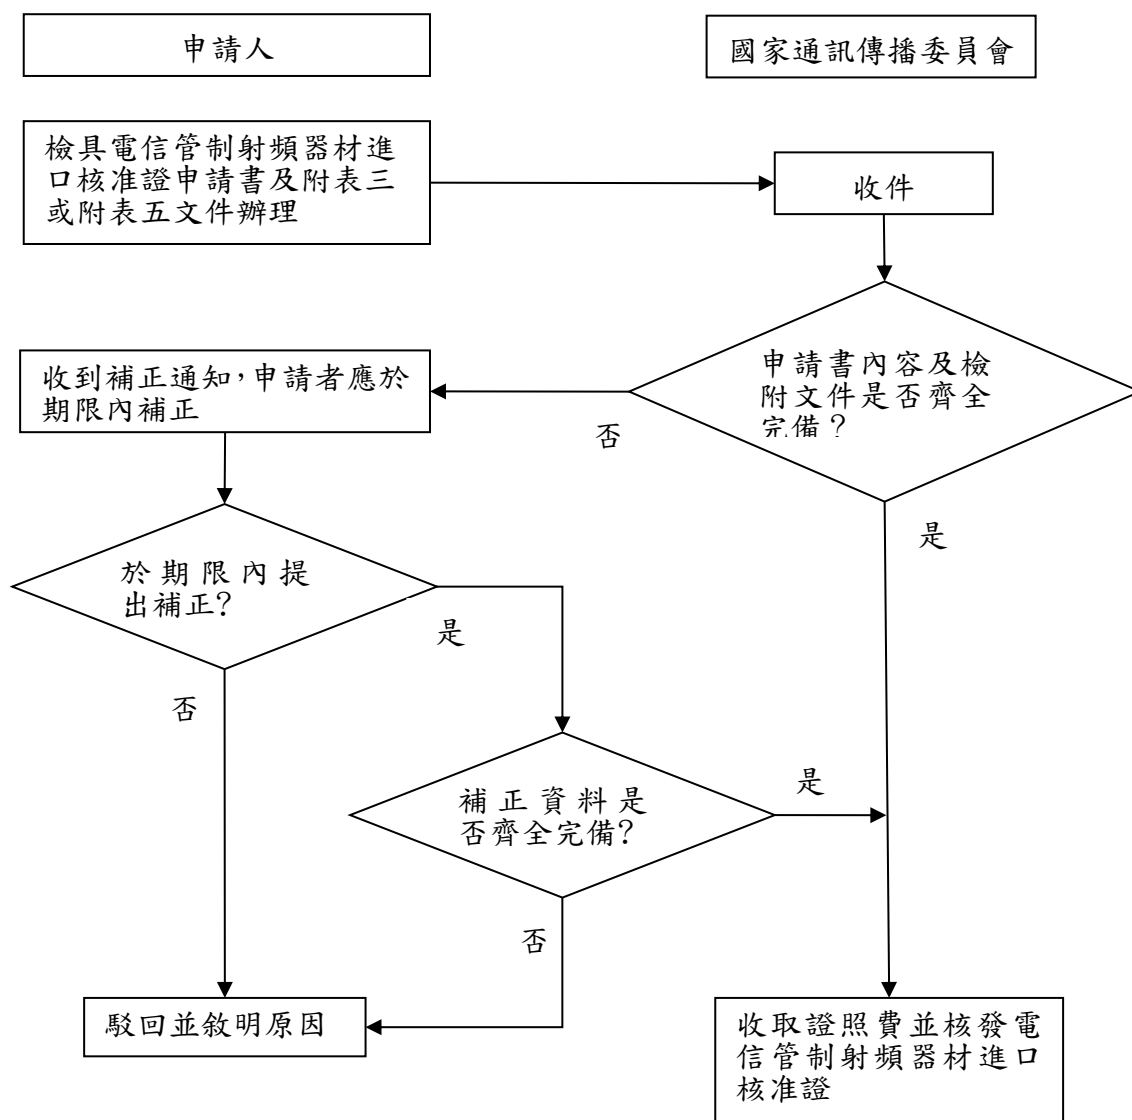 申請人
國家通訊傳播委員會
檢具電信管制射頻器材進
口核准證申請書及附表三
或附表五文件辦理
收件
申請書內容及檢
附文件是否齊全
完備？
收到補正通知，申請者應於
期限內補正
否
是
於期限內提
出補正？
是
否
補正資料是
否齊全完備？
是
否
駁回並敘明原因
收取證照費並核發電
信管制射頻器材進口
核准證